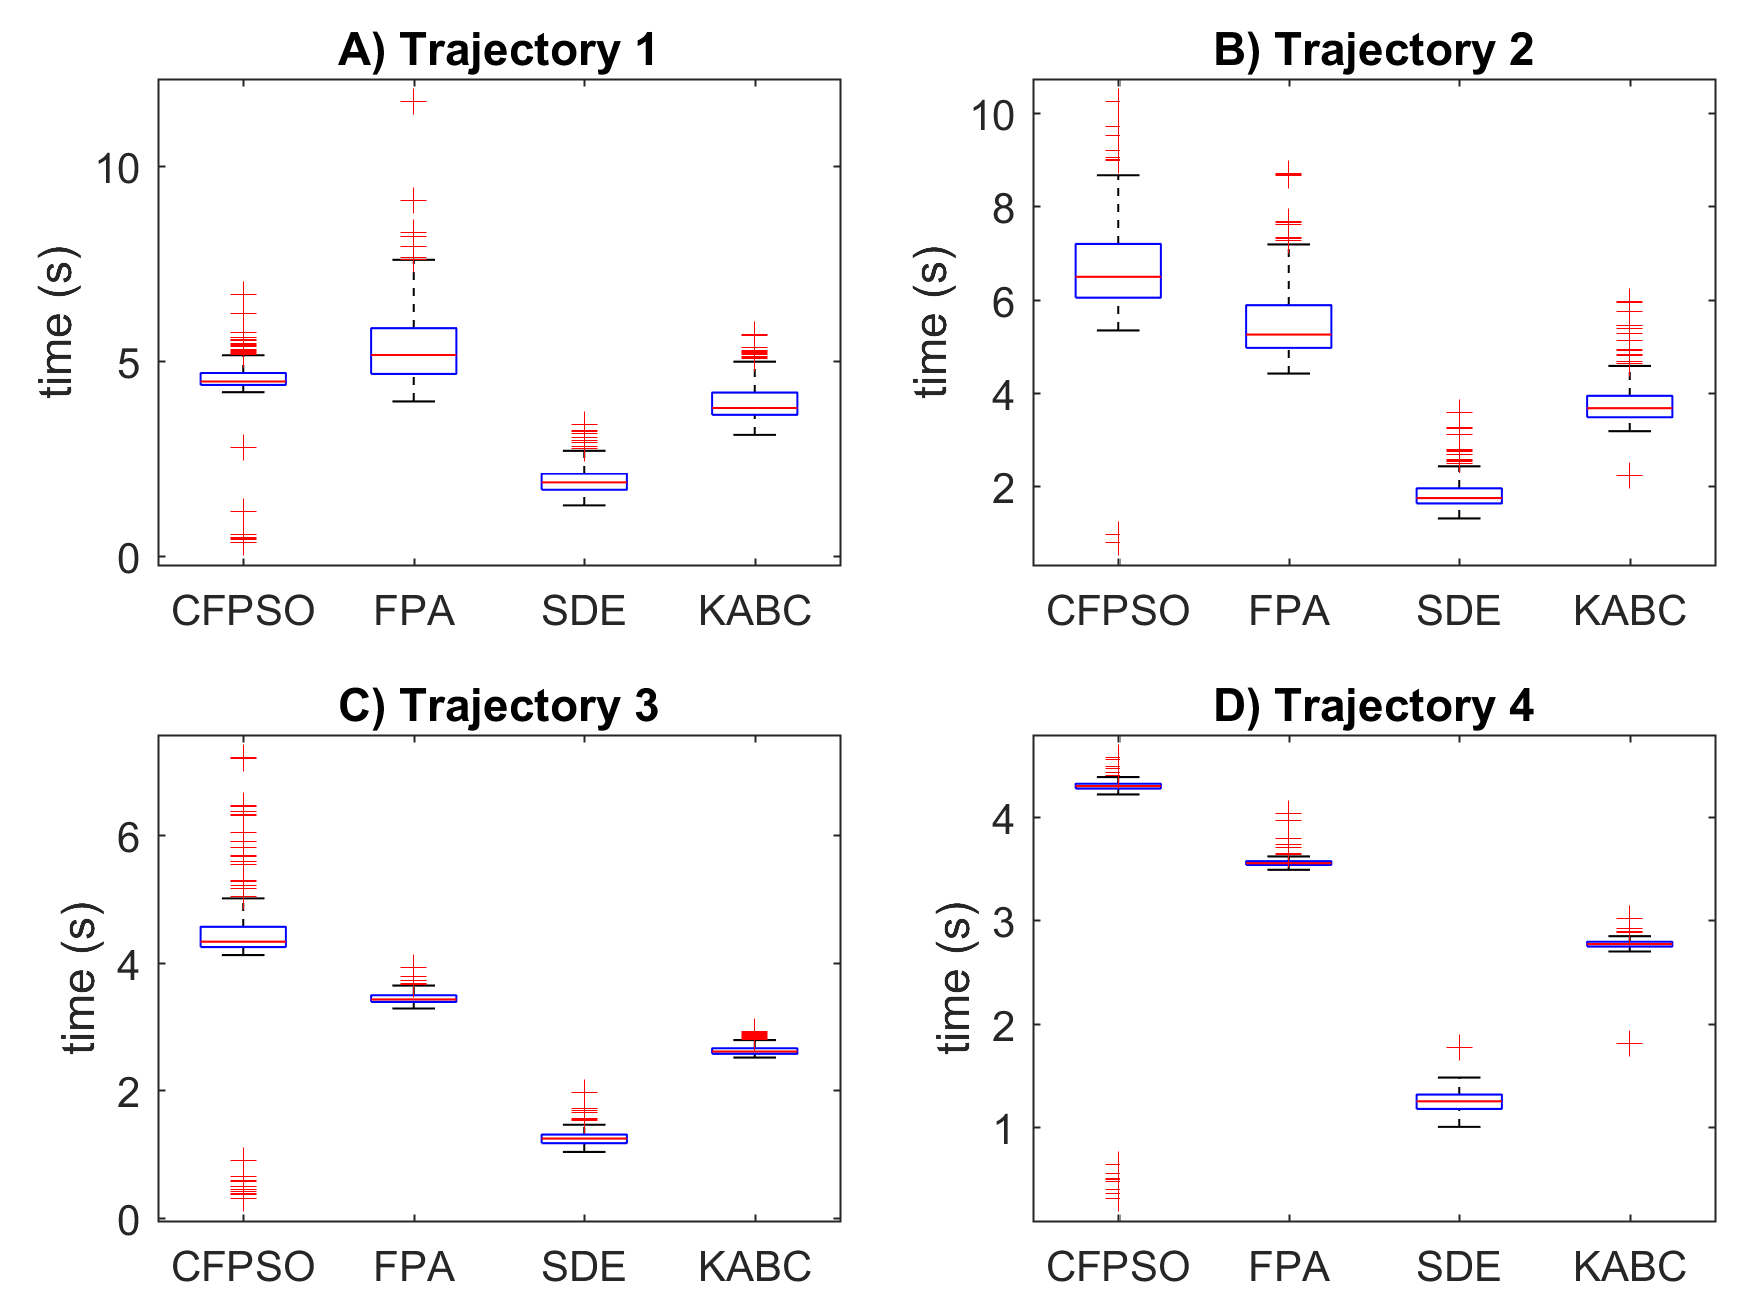 A) Trajectory 1
time (s)
10
5
0
CFPSO FPA SDE KABC
B) Trajectory 2
time (s)
10
8
6
4
2
CFPSO FPA SDE KABC
C) Trajectory 3
time (s)
6
4
2
0
CFPSO FPA SDE KABC
D) Trajectory 4
time (s)
4
3
2
1
CFPSO FPA SDE KABC